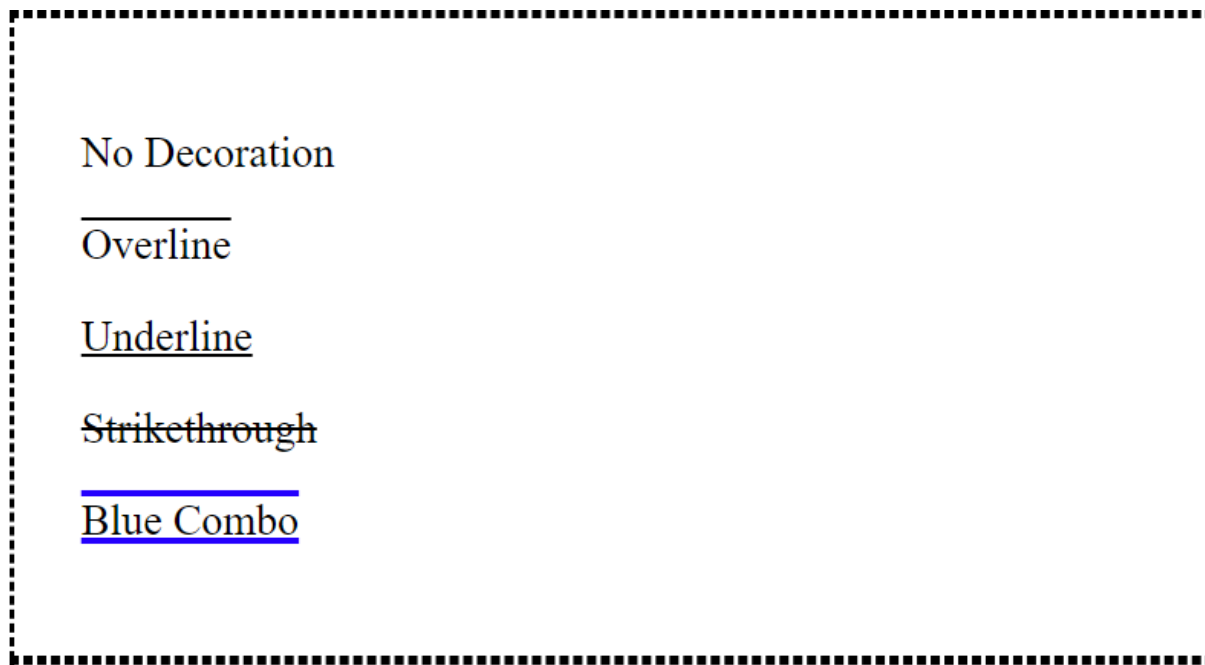 No Decoration
Overline
Underline
Strikethrough
Blue Combo